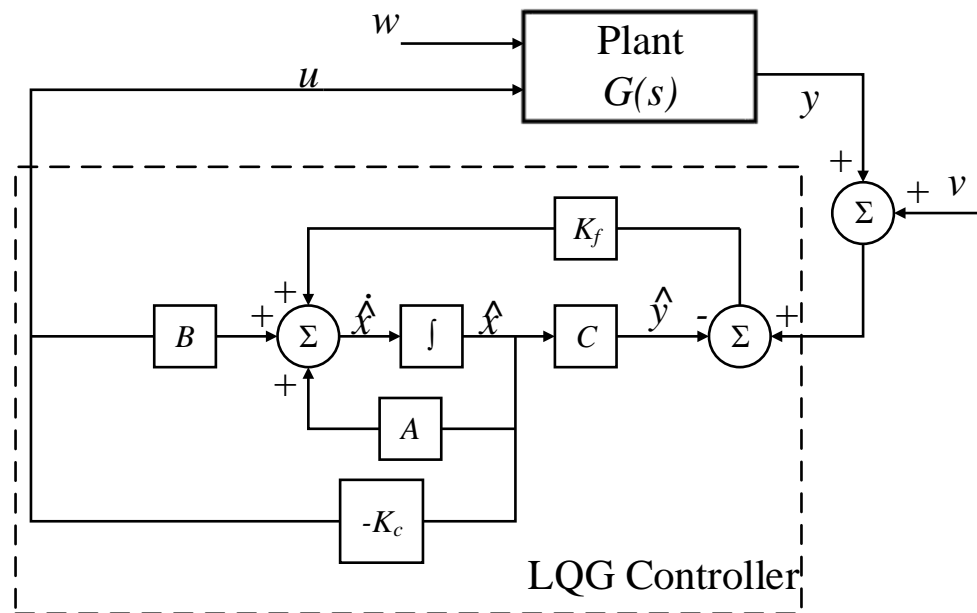 w
Plant
G(s)
u
y
+
+
v
Σ
K_f
+
+
B
Σ
ẋ̂
∫
x̂
C
ŷ
-
Σ
+
+
A
-K_c
LQG Controller